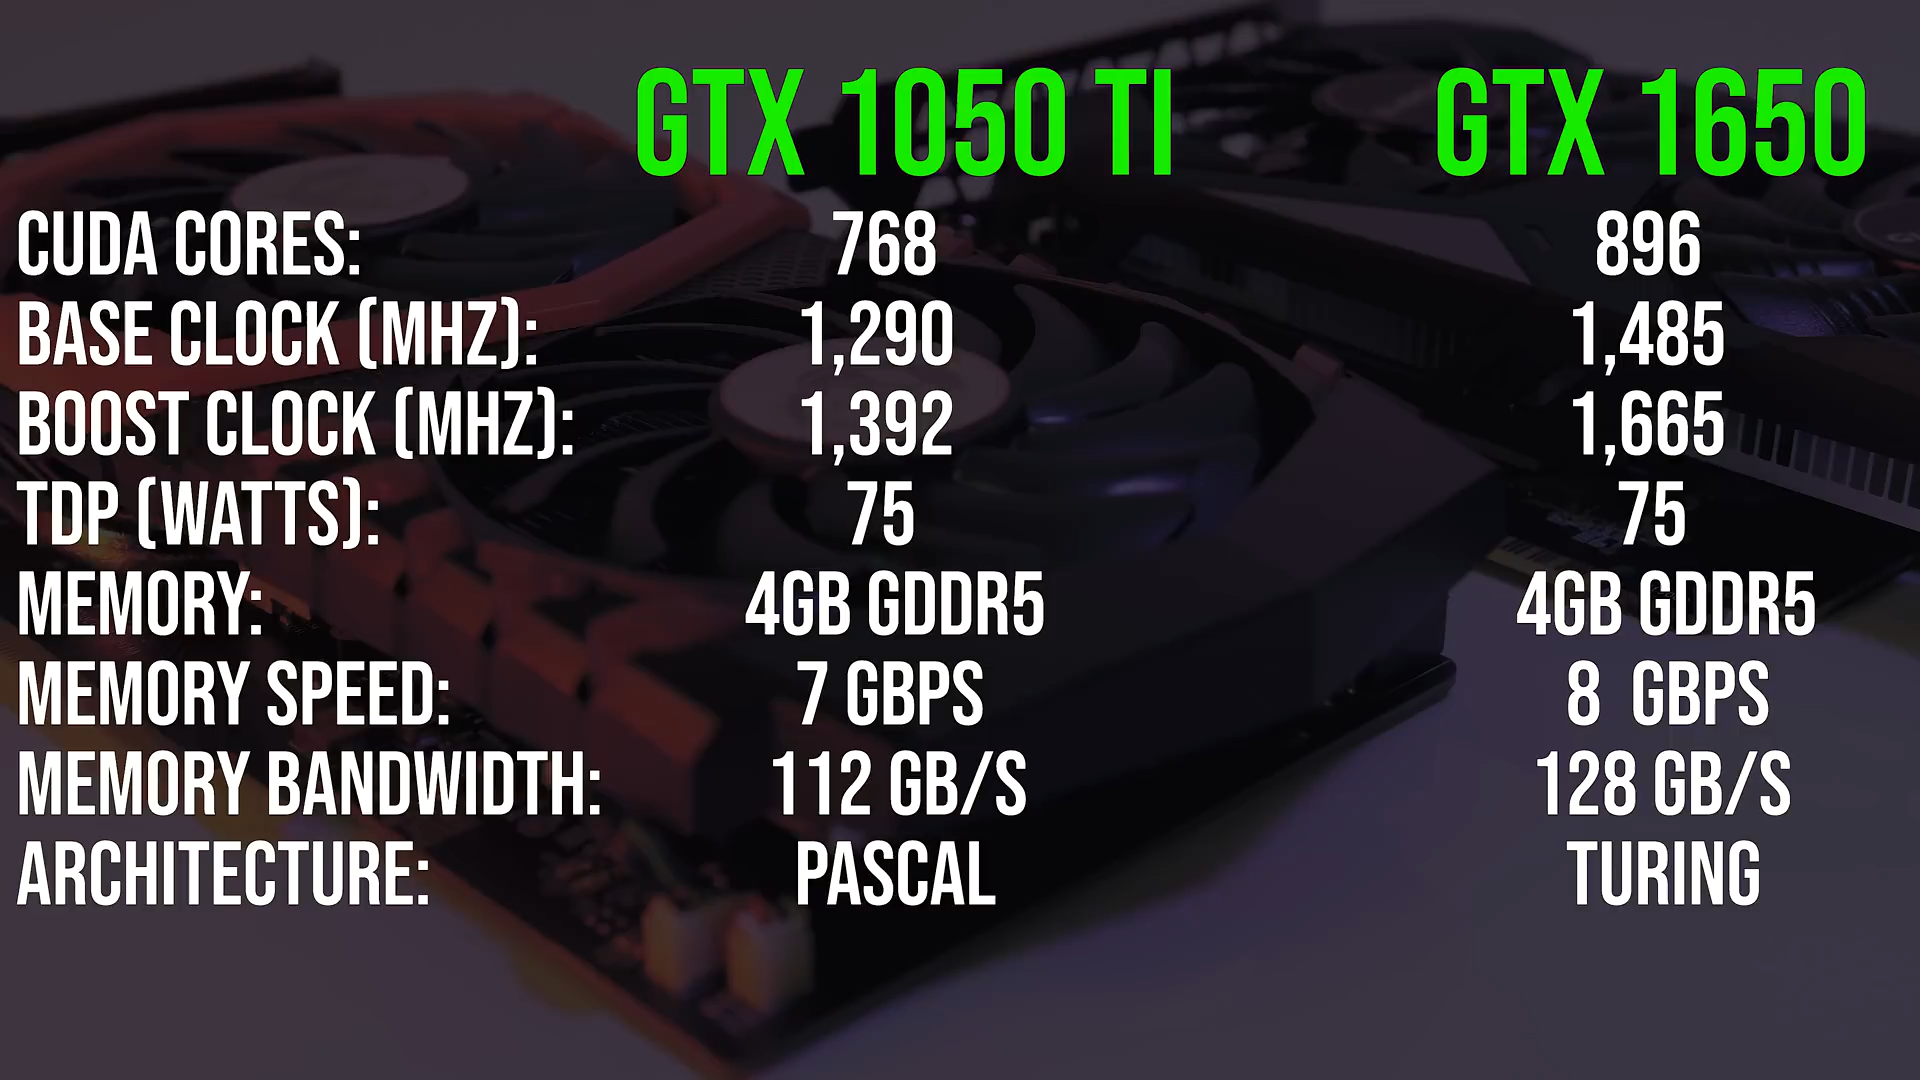 GTX 1050 TI GTX 1650
CUDA CORES: 768 896
BASE CLOCK (MHZ): 1,290 1,485
BOOST CLOCK (MHZ): 1,392 1,665
TDP (WATTS): 75 75
MEMORY: 4GB GDDR5 4GB GDDR5
MEMORY SPEED: 7 GBPS 8 GBPS
MEMORY BANDWIDTH: 112 GB/S 128 GB/S
ARCHITECTURE: PASCAL TURING